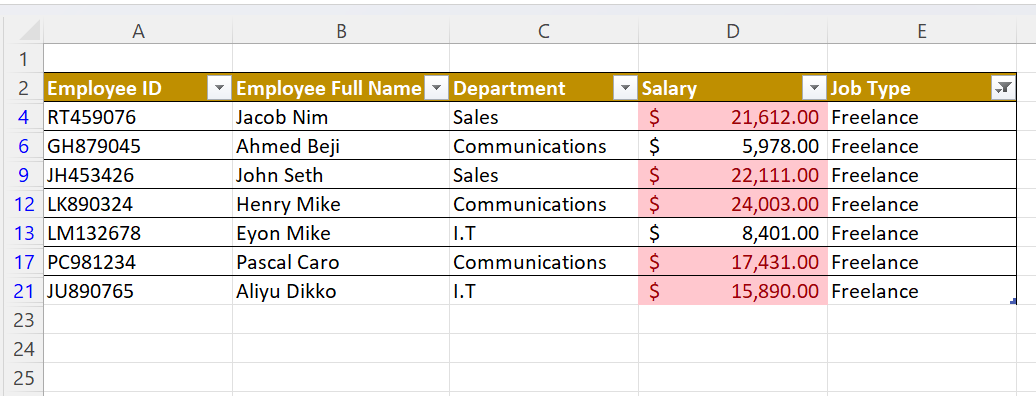 A B C D E
1
2 Employee ID Employee Full Name Department Salary Job Type
4 RT459076 Jacob Nim Sales $ 21,612.00 Freelance
6 GH879045 Ahmed Beji Communications $ 5,978.00 Freelance
9 JH453426 John Seth Sales $ 22,111.00 Freelance
12 LK890324 Henry Mike Communications $ 24,003.00 Freelance
13 LM132678 Eyon Mike I.T $ 8,401.00 Freelance
17 PC981234 Pascal Caro Communications $ 17,431.00 Freelance
21 JU890765 Aliyu Dikko I.T $ 15,890.00 Freelance
23
24
25